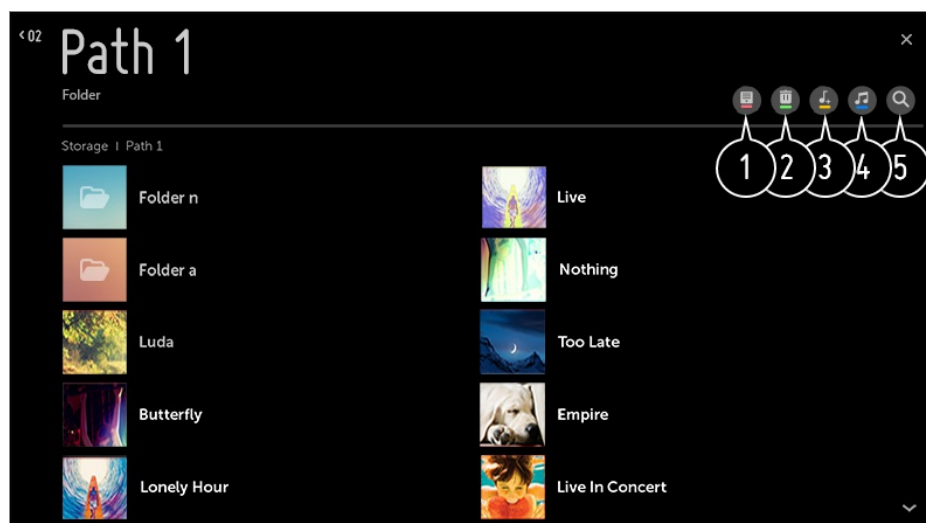 < 02
Path 1
Folder
1 2 3 4 5
Storage I Path 1
Folder n
Live
Folder a
Nothing
Luda
Too Late
Butterfly
Empire
Lonely Hour
Live In Concert